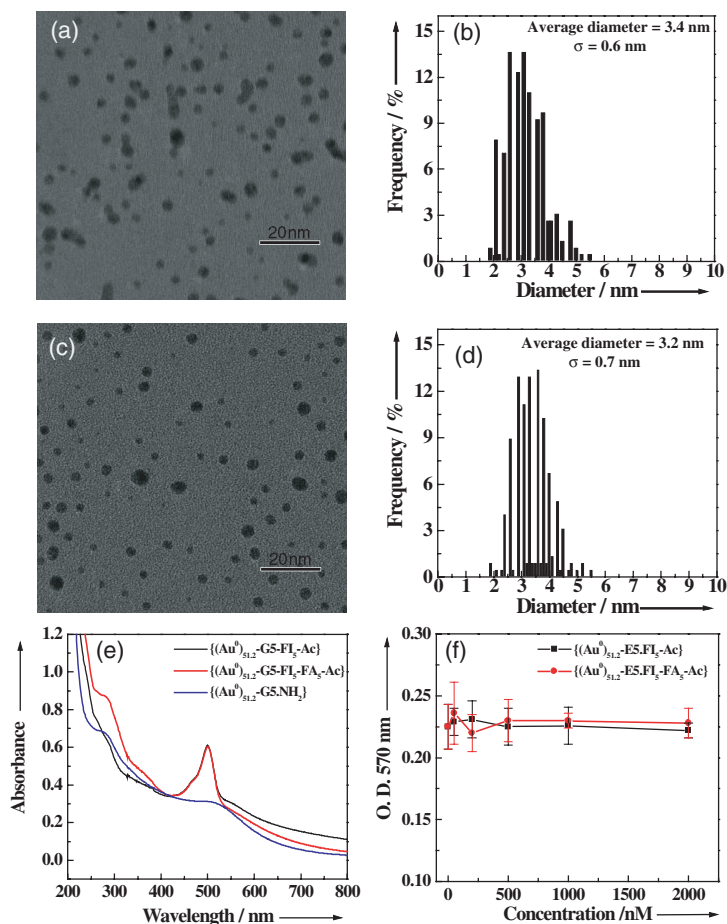 (a)
20nm
(b)
Average diameter = 3.4 nm
σ = 0.6 nm
Frequency / %
15
12
9
6
3
0
0 1 2 3 4 5 6 7 8 9 10
Diameter / nm
(c)
20nm
(d)
Average diameter = 3.2 nm
σ = 0.7 nm
Frequency / %
15
12
9
6
3
0
0 1 2 3 4 5 6 7 8 9 10
Diameter / nm
(e)
{(Au⁰)₅₁.₂-G5-FI₅-Ac}
{(Au⁰)₅₁.₂-G5-FI₅-FA₅-Ac}
{(Au⁰)₅₁.₂-G5.NH₂}
Absorbance
1.2
1.0
0.8
0.6
0.4
0.2
0.0
200 300 400 500 600 700 800
Wavelength / nm
(f)
{(Au⁰)₅₁.₂-E5.FI₅-Ac}
{(Au⁰)₅₁.₂-E5.FI₅-FA₅-Ac}
O. D. 570 nm
0.30
0.25
0.20
0.15
0.10
0 500 1000 1500 2000
Concentration /nM